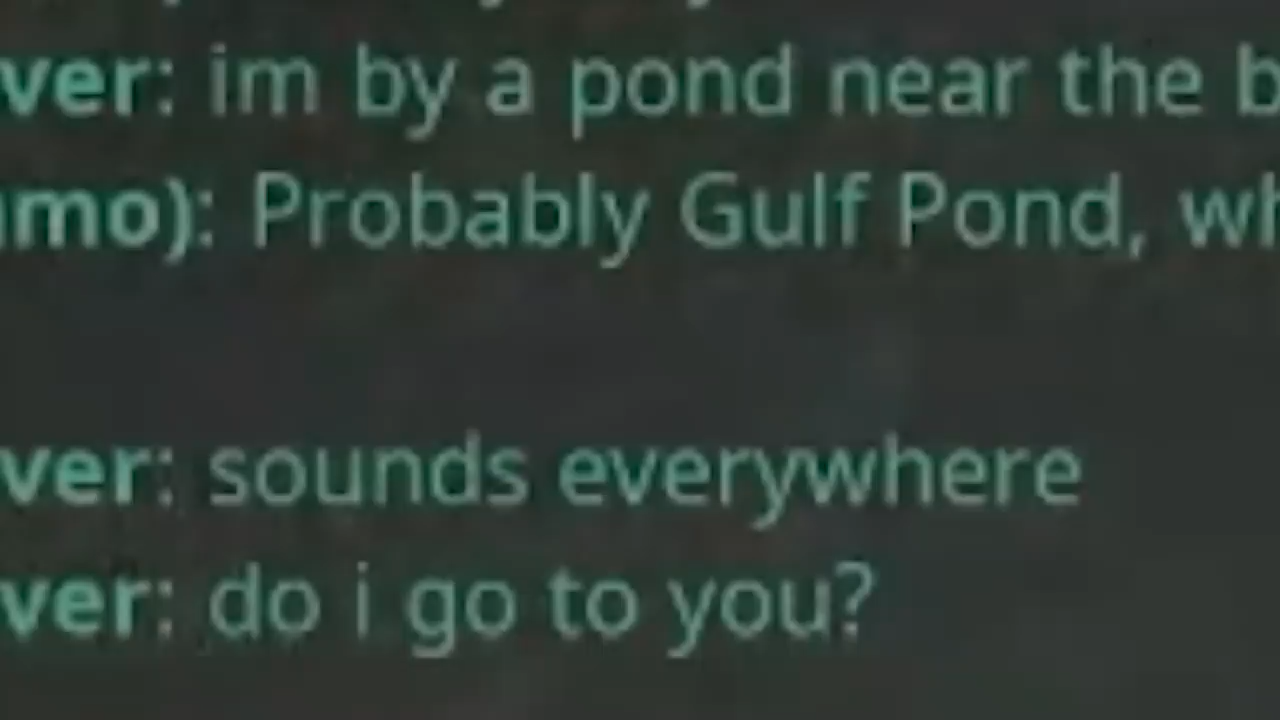 ver: im by a pond near the b
mo): Probably Gulf Pond, wh
ver: sounds everywhere
ver: do i go to you?